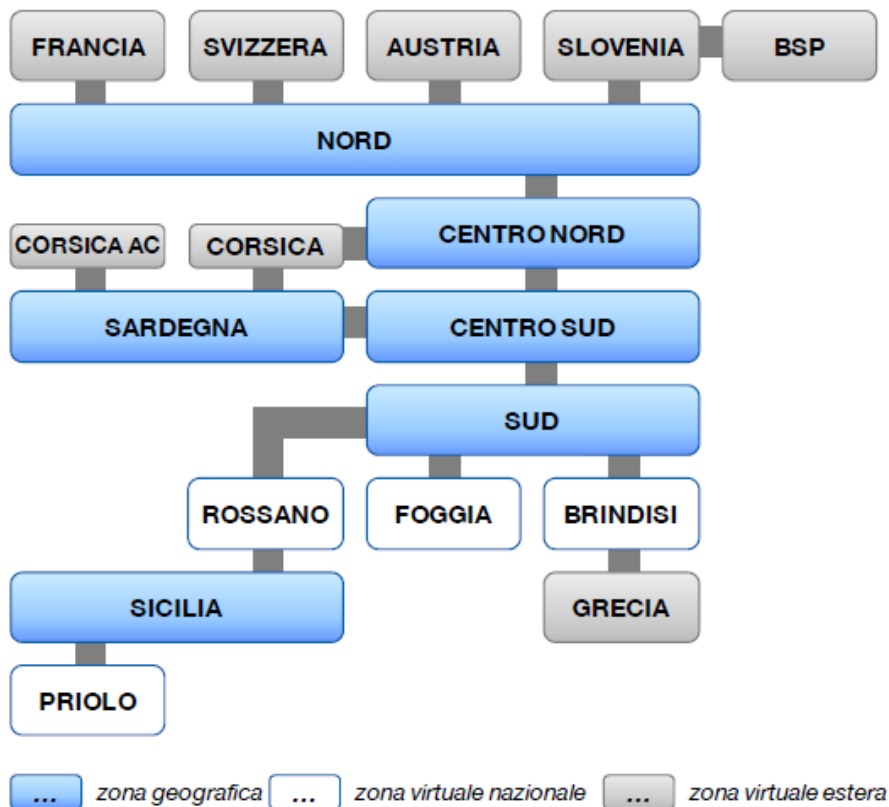 FRANCIA SVIZZERA AUSTRIA SLOVENIA BSP
NORD
CENTRO NORD
CORSICA AC CORSICA
SARDEGNA CENTRO SUD
SUD
ROSSANO FOGGIA BRINDISI
SICILIA GRECIA
PRIOLO
... zona geografica ... zona virtuale nazionale ... zona virtuale estera